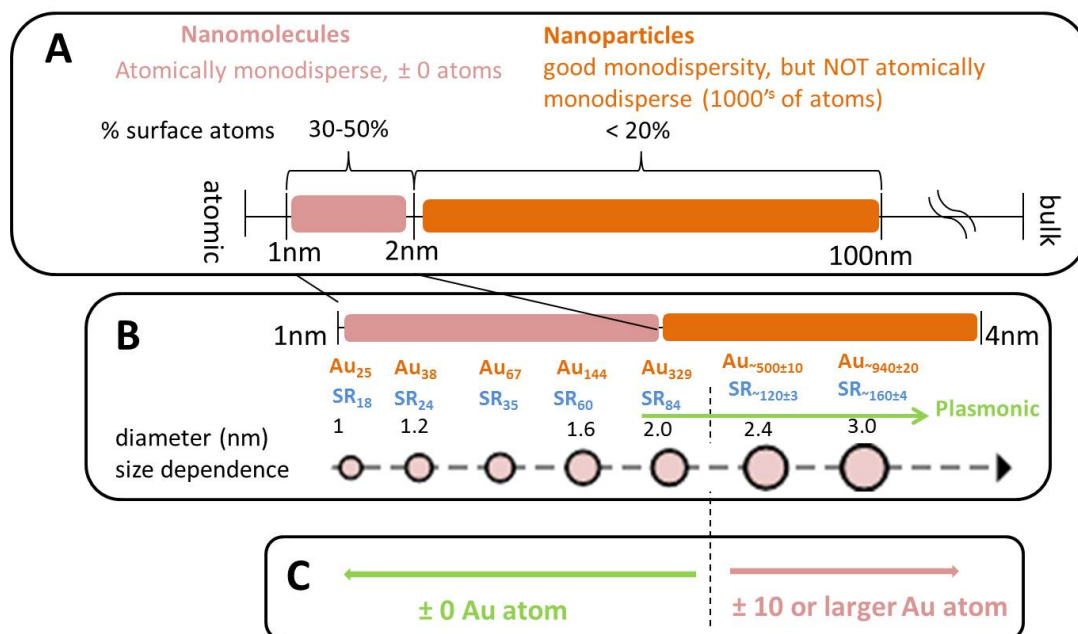 A
Nanomolecules
Atomically monodisperse, ± 0 atoms
Nanoparticles
good monodispersity, but NOT atomically
monodisperse (1000'ˢ of atoms)
% surface atoms 30-50% < 20%
atomic 1nm 2nm 100nm bulk
B
1nm 4nm
Au₂₅ Au₃₈ Au₆₇ Au₁₄₄ Au₃₂₉ Au~₅₀₀±₁₀ Au~₉₄₀±₂₀
SR₁₈ SR₂₄ SR₃₅ SR₆₀ SR₈₄ SR~₁₂₀±₃ SR~₁₆₀±₄ Plasmonic
diameter (nm) 1 1.2 1.6 2.0 2.4 3.0
size dependence
C
± 0 Au atom ± 10 or larger Au atom